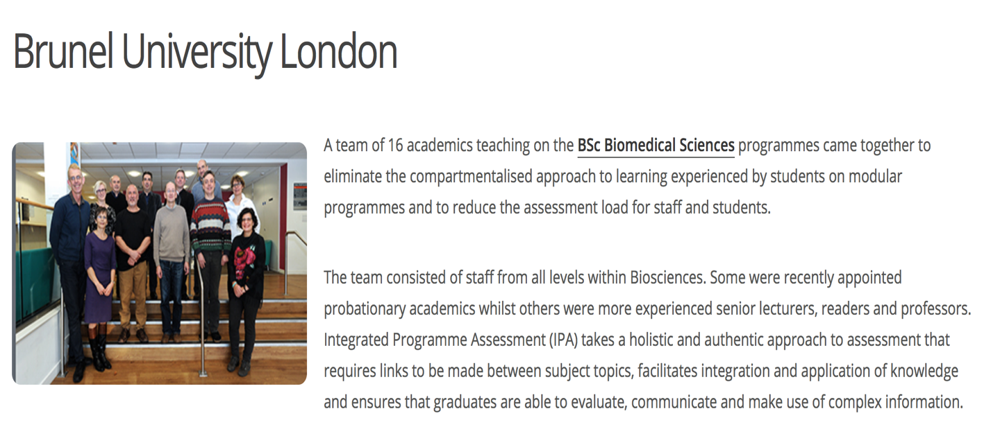 Brunel University London
A team of 16 academics teaching on the BSc Biomedical Sciences programmes came together to
eliminate the compartmentalised approach to learning experienced by students on modular
programmes and to reduce the assessment load for staff and students.
The team consisted of staff from all levels within Biosciences. Some were recently appointed
probationary academics whilst others were more experienced senior lecturers, readers and professors.
Integrated Programme Assessment (IPA) takes a holistic and authentic approach to assessment that
requires links to be made between subject topics, facilitates integration and application of knowledge
and ensures that graduates are able to evaluate, communicate and make use of complex information.